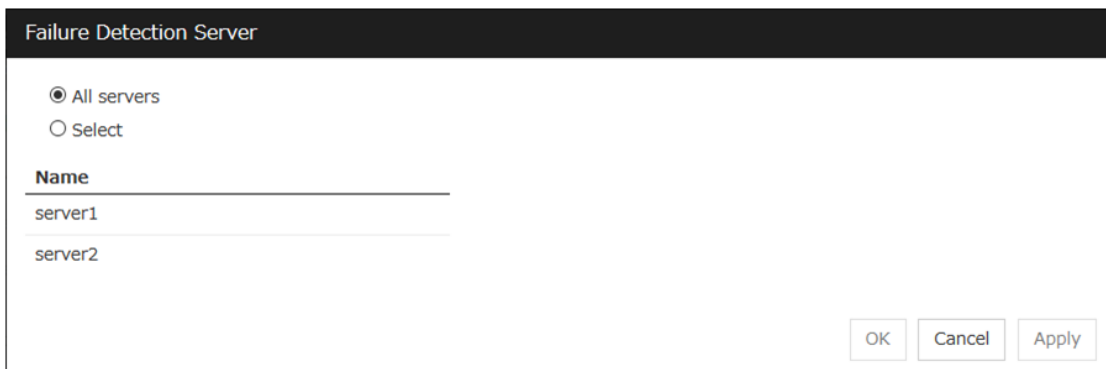 Failure Detection Server
All servers
Select
Name
server1
server2
OK Cancel Apply